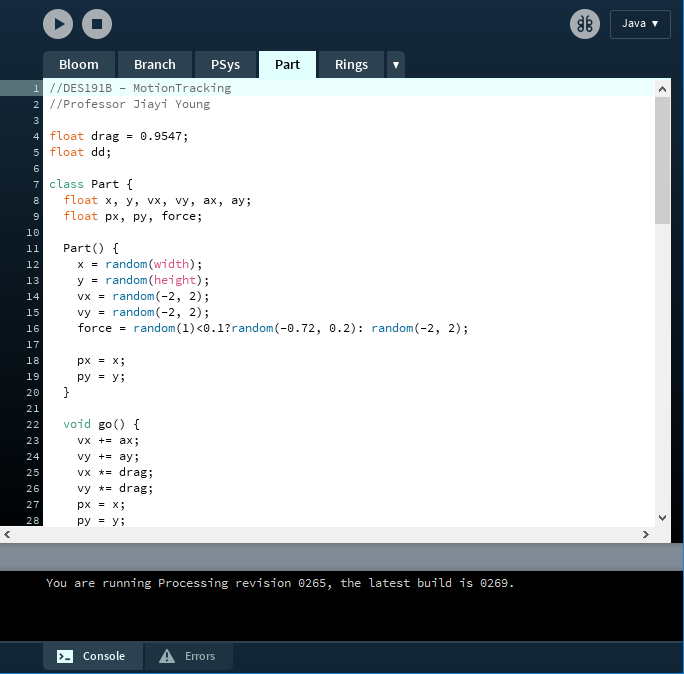 Java ▼
Bloom Branch PSys Part Rings ▼
1 //DES191B - MotionTracking
2 //Professor Jiayi Young
3
4 float drag = 0.9547;
5 float dd;
6
7 class Part {
8 float x, y, vx, vy, ax, ay;
9 float px, py, force;
10
11 Part() {
12 x = random(width);
13 y = random(height);
14 vx = random(-2, 2);
15 vy = random(-2, 2);
16 force = random(1)<0.1?random(-0.72, 0.2): random(-2, 2);
17
18 px = x;
19 py = y;
20 }
21
22 void go() {
23 vx += ax;
24 vy += ay;
25 vx *= drag;
26 vy *= drag;
27 px = x;
28 py = y;
You are running Processing revision 0265, the latest build is 0269.
Console Errors